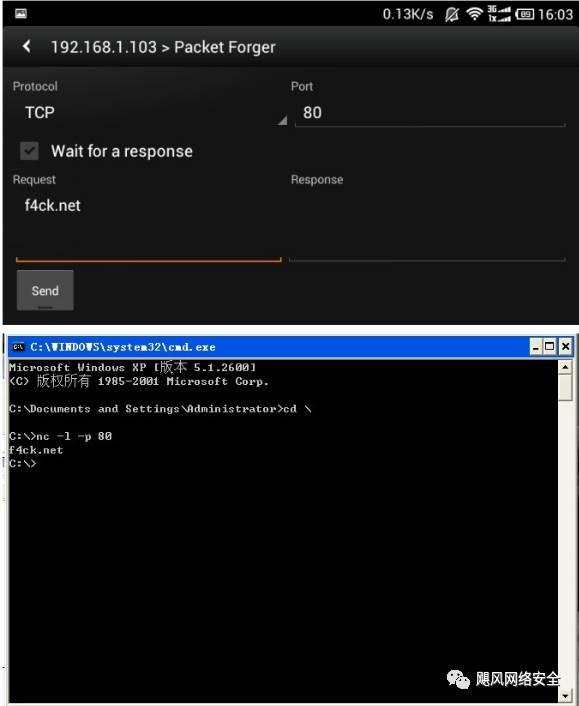 0.13K/s 3G 1X 89 16:03
192.168.1.103 > Packet Forger
Protocol Port
TCP 80
Wait for a response
Request Response
f4ck.net
Send
C:\WINDOWS\system32\cmd.exe
Microsoft Windows XP [版本 5.1.2600]
(C) 版权所有 1985-2001 Microsoft Corp.
C:\Documents and Settings\Administrator>cd \
C:\>nc -l -p 80
f4ck.net
C:\>
飓风网络安全